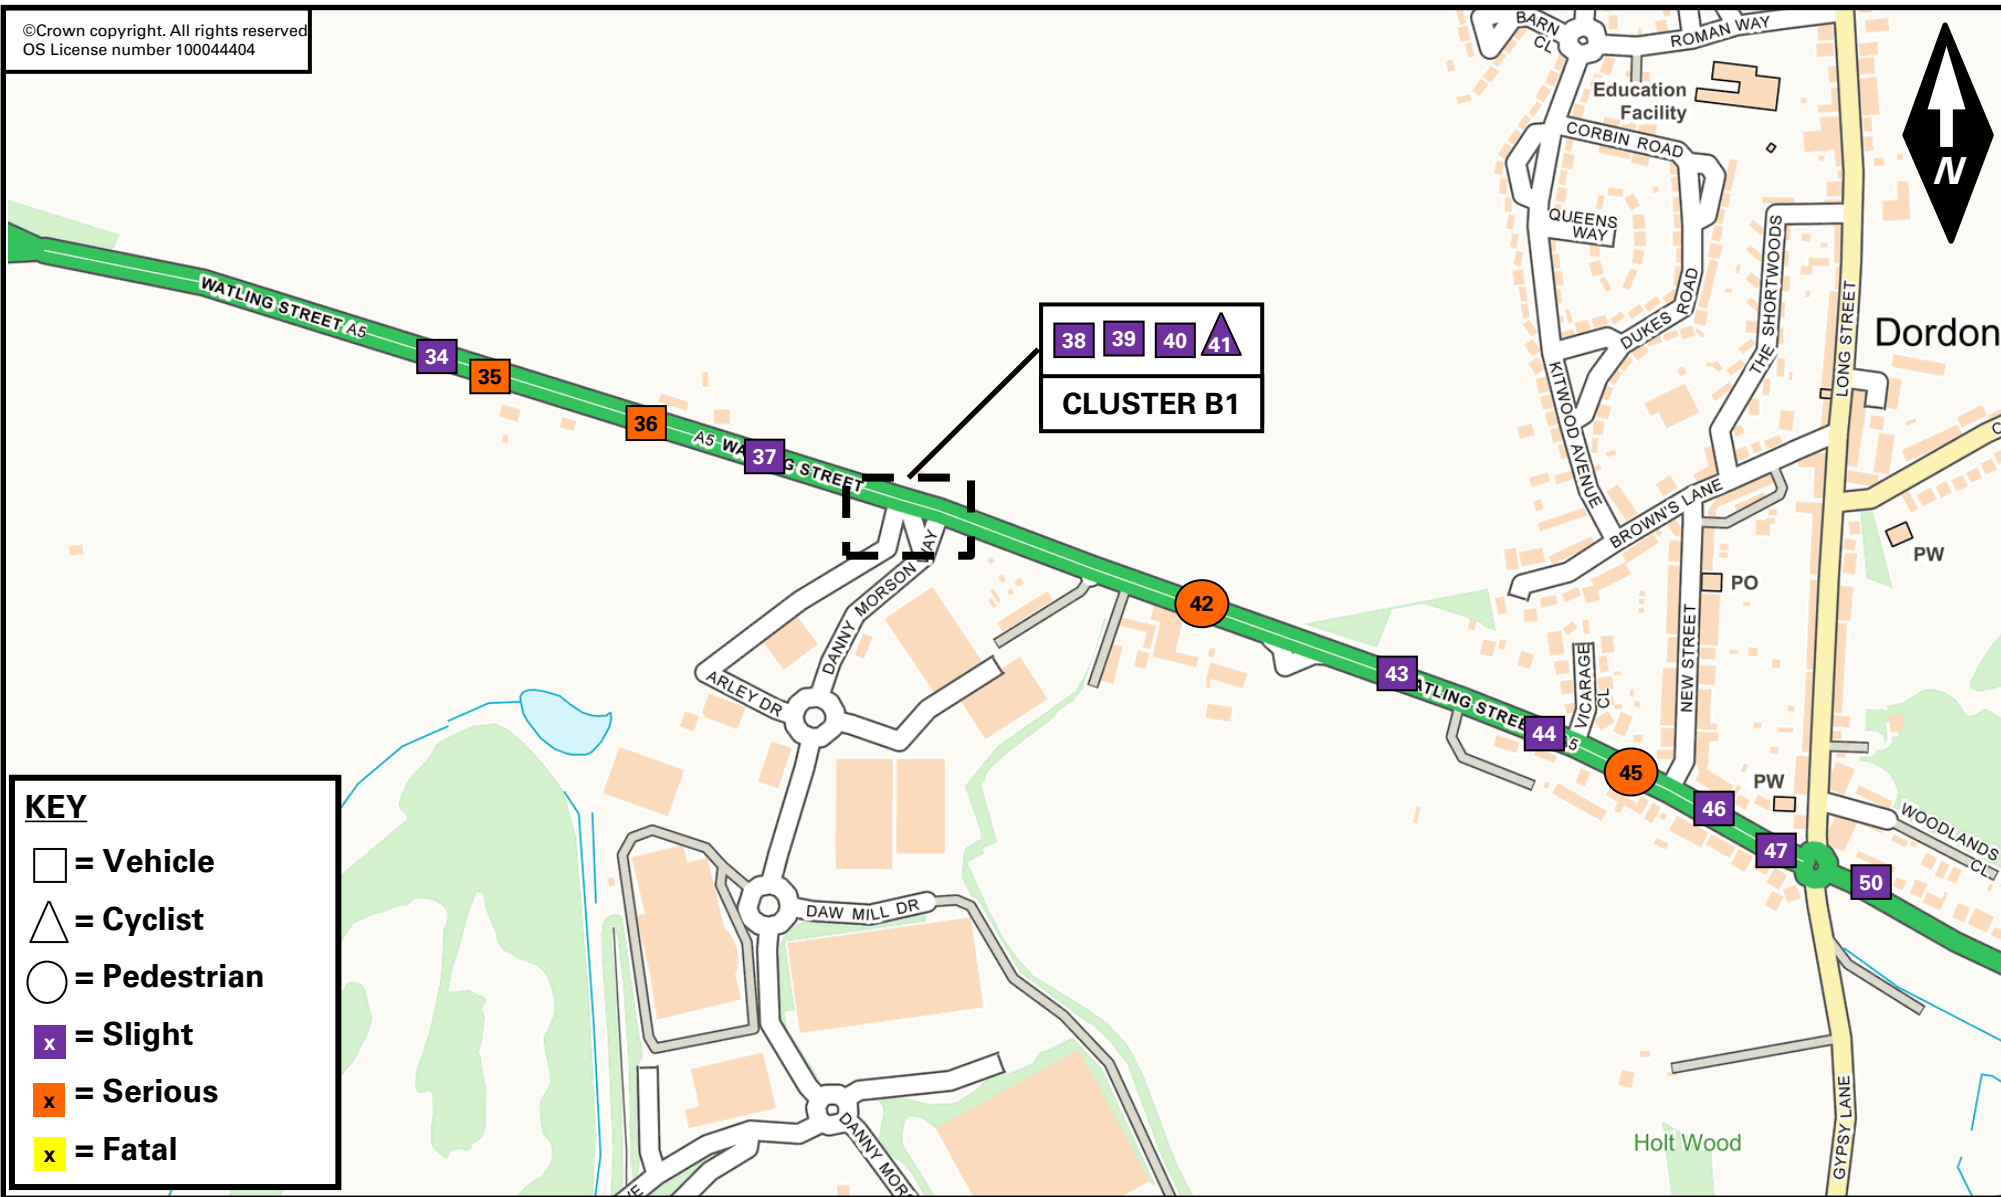 ©Crown copyright. All rights reserved
OS License number 100044404
BARN
CL
ROMAN WAY
Education
Facility
N
CORBIN ROAD
QUEENS
WAY
DUKES ROAD
THE SHORTWOODS
LONG STREET
Dordon
KITWOOD AVENUE
BROWN'S LANE
PW
PO
NEW STREET
VICARAGE
CL
WATLING STREET A5
34
35
36
A5 WA
37
G STREET
38
39
40
41
CLUSTER B1
42
43
ATLING STREE
44
A5
45
46
47
50
PW
WOODLANDS
CL
DANNY MORSON WAY
ARLEY DR
DAW MILL DR
DANNY MORS
Holt Wood
GYPSY LANE
KEY
= Vehicle
= Cyclist
= Pedestrian
x = Slight
x = Serious
x = Fatal